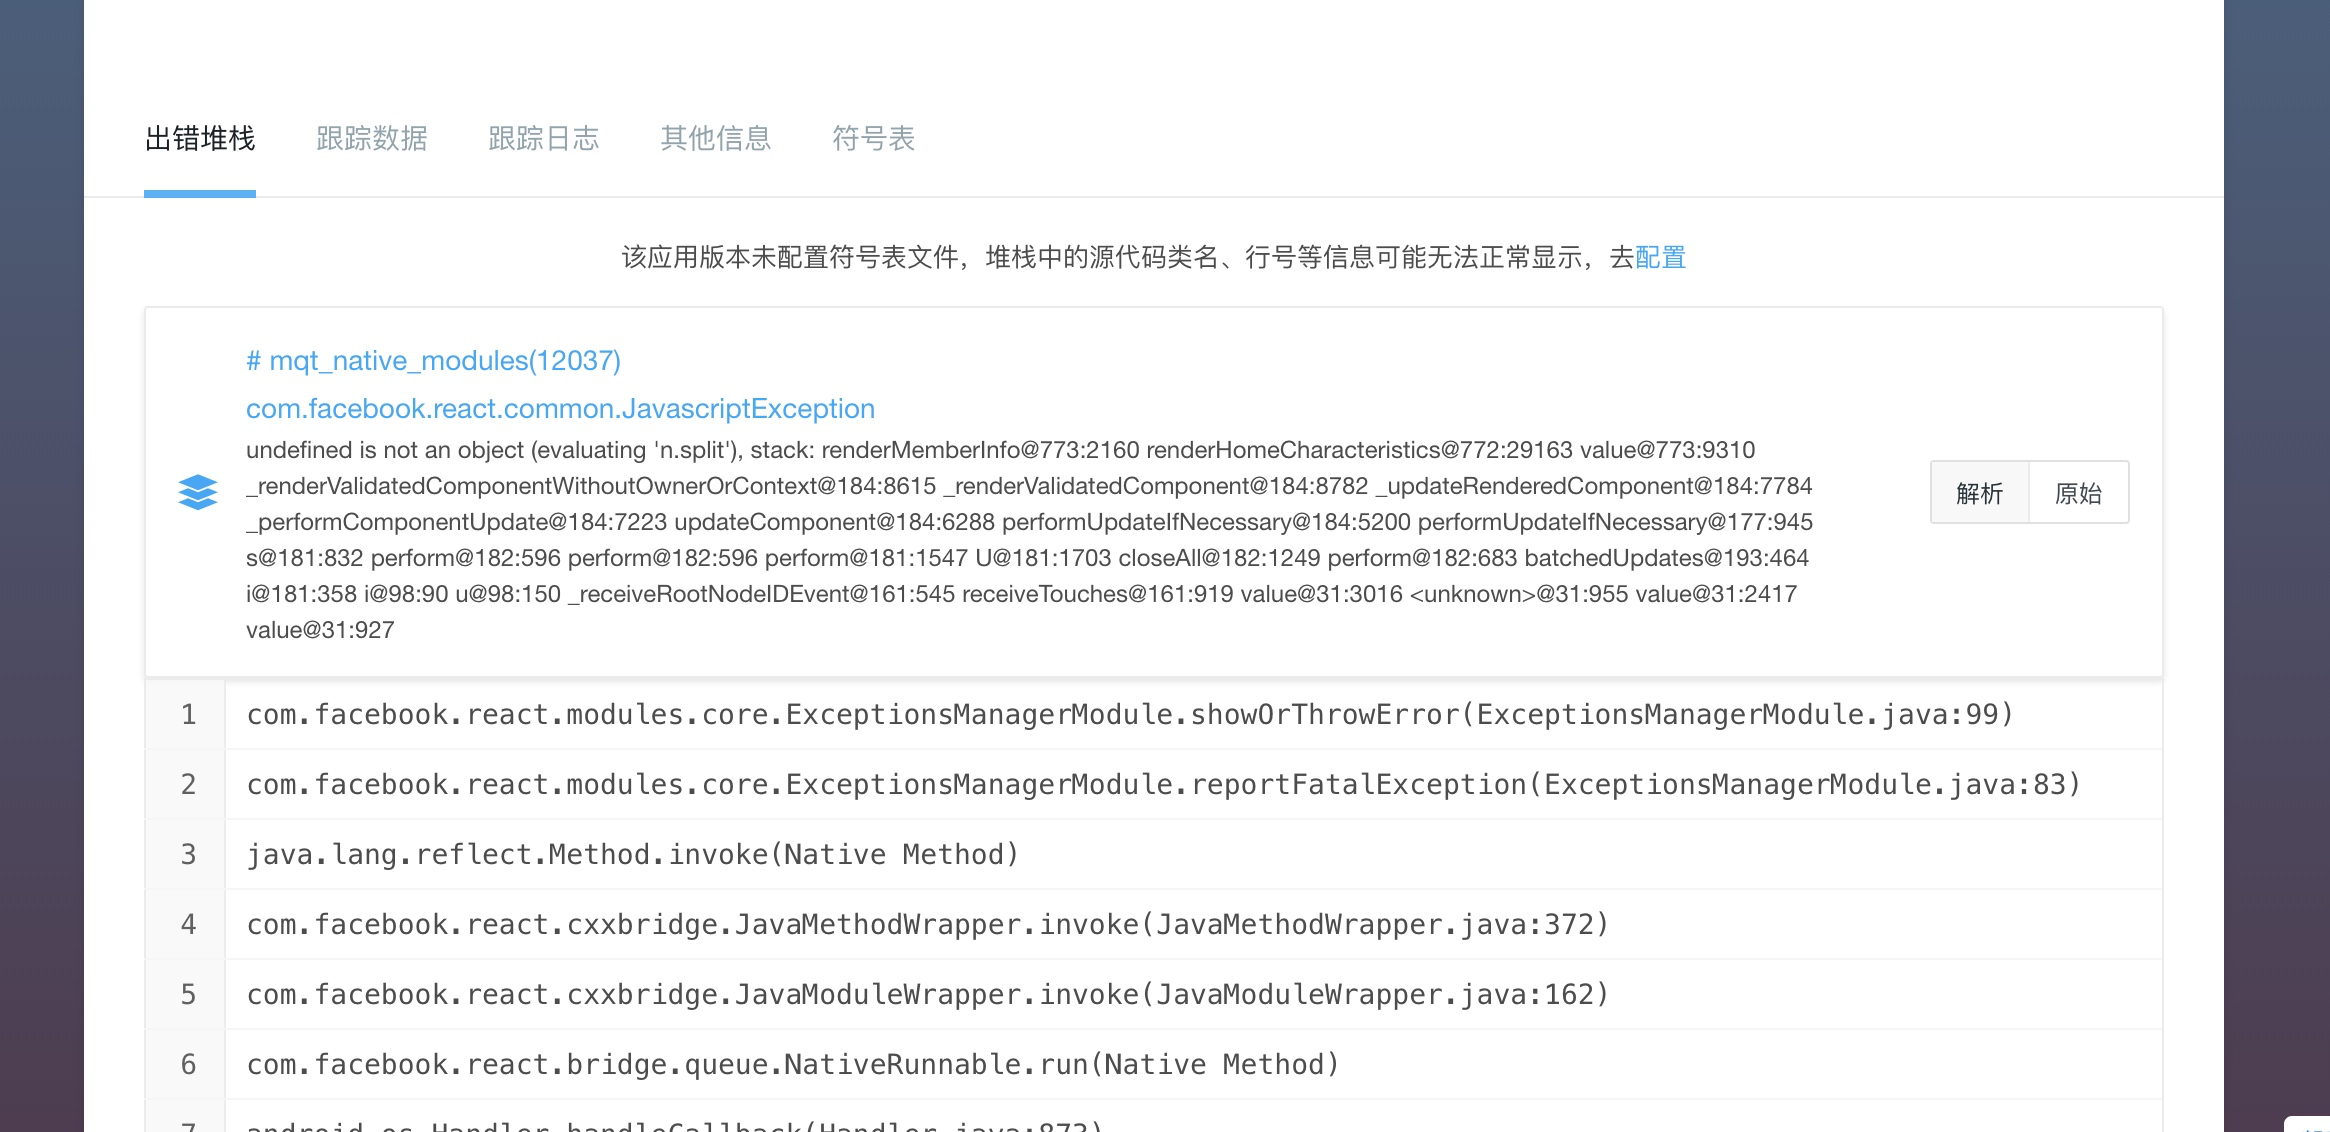 出错堆栈 跟踪数据 跟踪日志 其他信息 符号表
该应用版本未配置符号表文件，堆栈中的源代码类名、行号等信息可能无法正常显示，去配置
# mqt_native_modules(12037)
com.facebook.react.common.JavascriptException
undefined is not an object (evaluating 'n.split'), stack: renderMemberInfo@773:2160 renderHomeCharacteristics@772:29163 value@773:9310
_renderValidatedComponentWithoutOwnerOrContext@184:8615 _renderValidatedComponent@184:8782 _updateRenderedComponent@184:7784
_performComponentUpdate@184:7223 updateComponent@184:6288 performUpdateIfNecessary@184:5200 performUpdateIfNecessary@177:945
s@181:832 perform@182:596 perform@182:596 perform@181:1547 U@181:1703 closeAll@182:1249 perform@182:683 batchedUpdates@193:464
i@181:358 i@98:90 u@98:150 _receiveRootNodeIDEvent@161:545 receiveTouches@161:919 value@31:3016 <unknown>@31:955 value@31:2417
value@31:927
解析 原始
1 com.facebook.react.modules.core.ExceptionsManagerModule.showOrThrowError(ExceptionsManagerModule.java:99)
2 com.facebook.react.modules.core.ExceptionsManagerModule.reportFatalException(ExceptionsManagerModule.java:83)
3 java.lang.reflect.Method.invoke(Native Method)
4 com.facebook.react.cxxbridge.JavaMethodWrapper.invoke(JavaMethodWrapper.java:372)
5 com.facebook.react.cxxbridge.JavaModuleWrapper.invoke(JavaModuleWrapper.java:162)
6 com.facebook.react.bridge.queue.NativeRunnable.run(Native Method)
7 android.os.Handler.handleCallback(Handler.java:873)